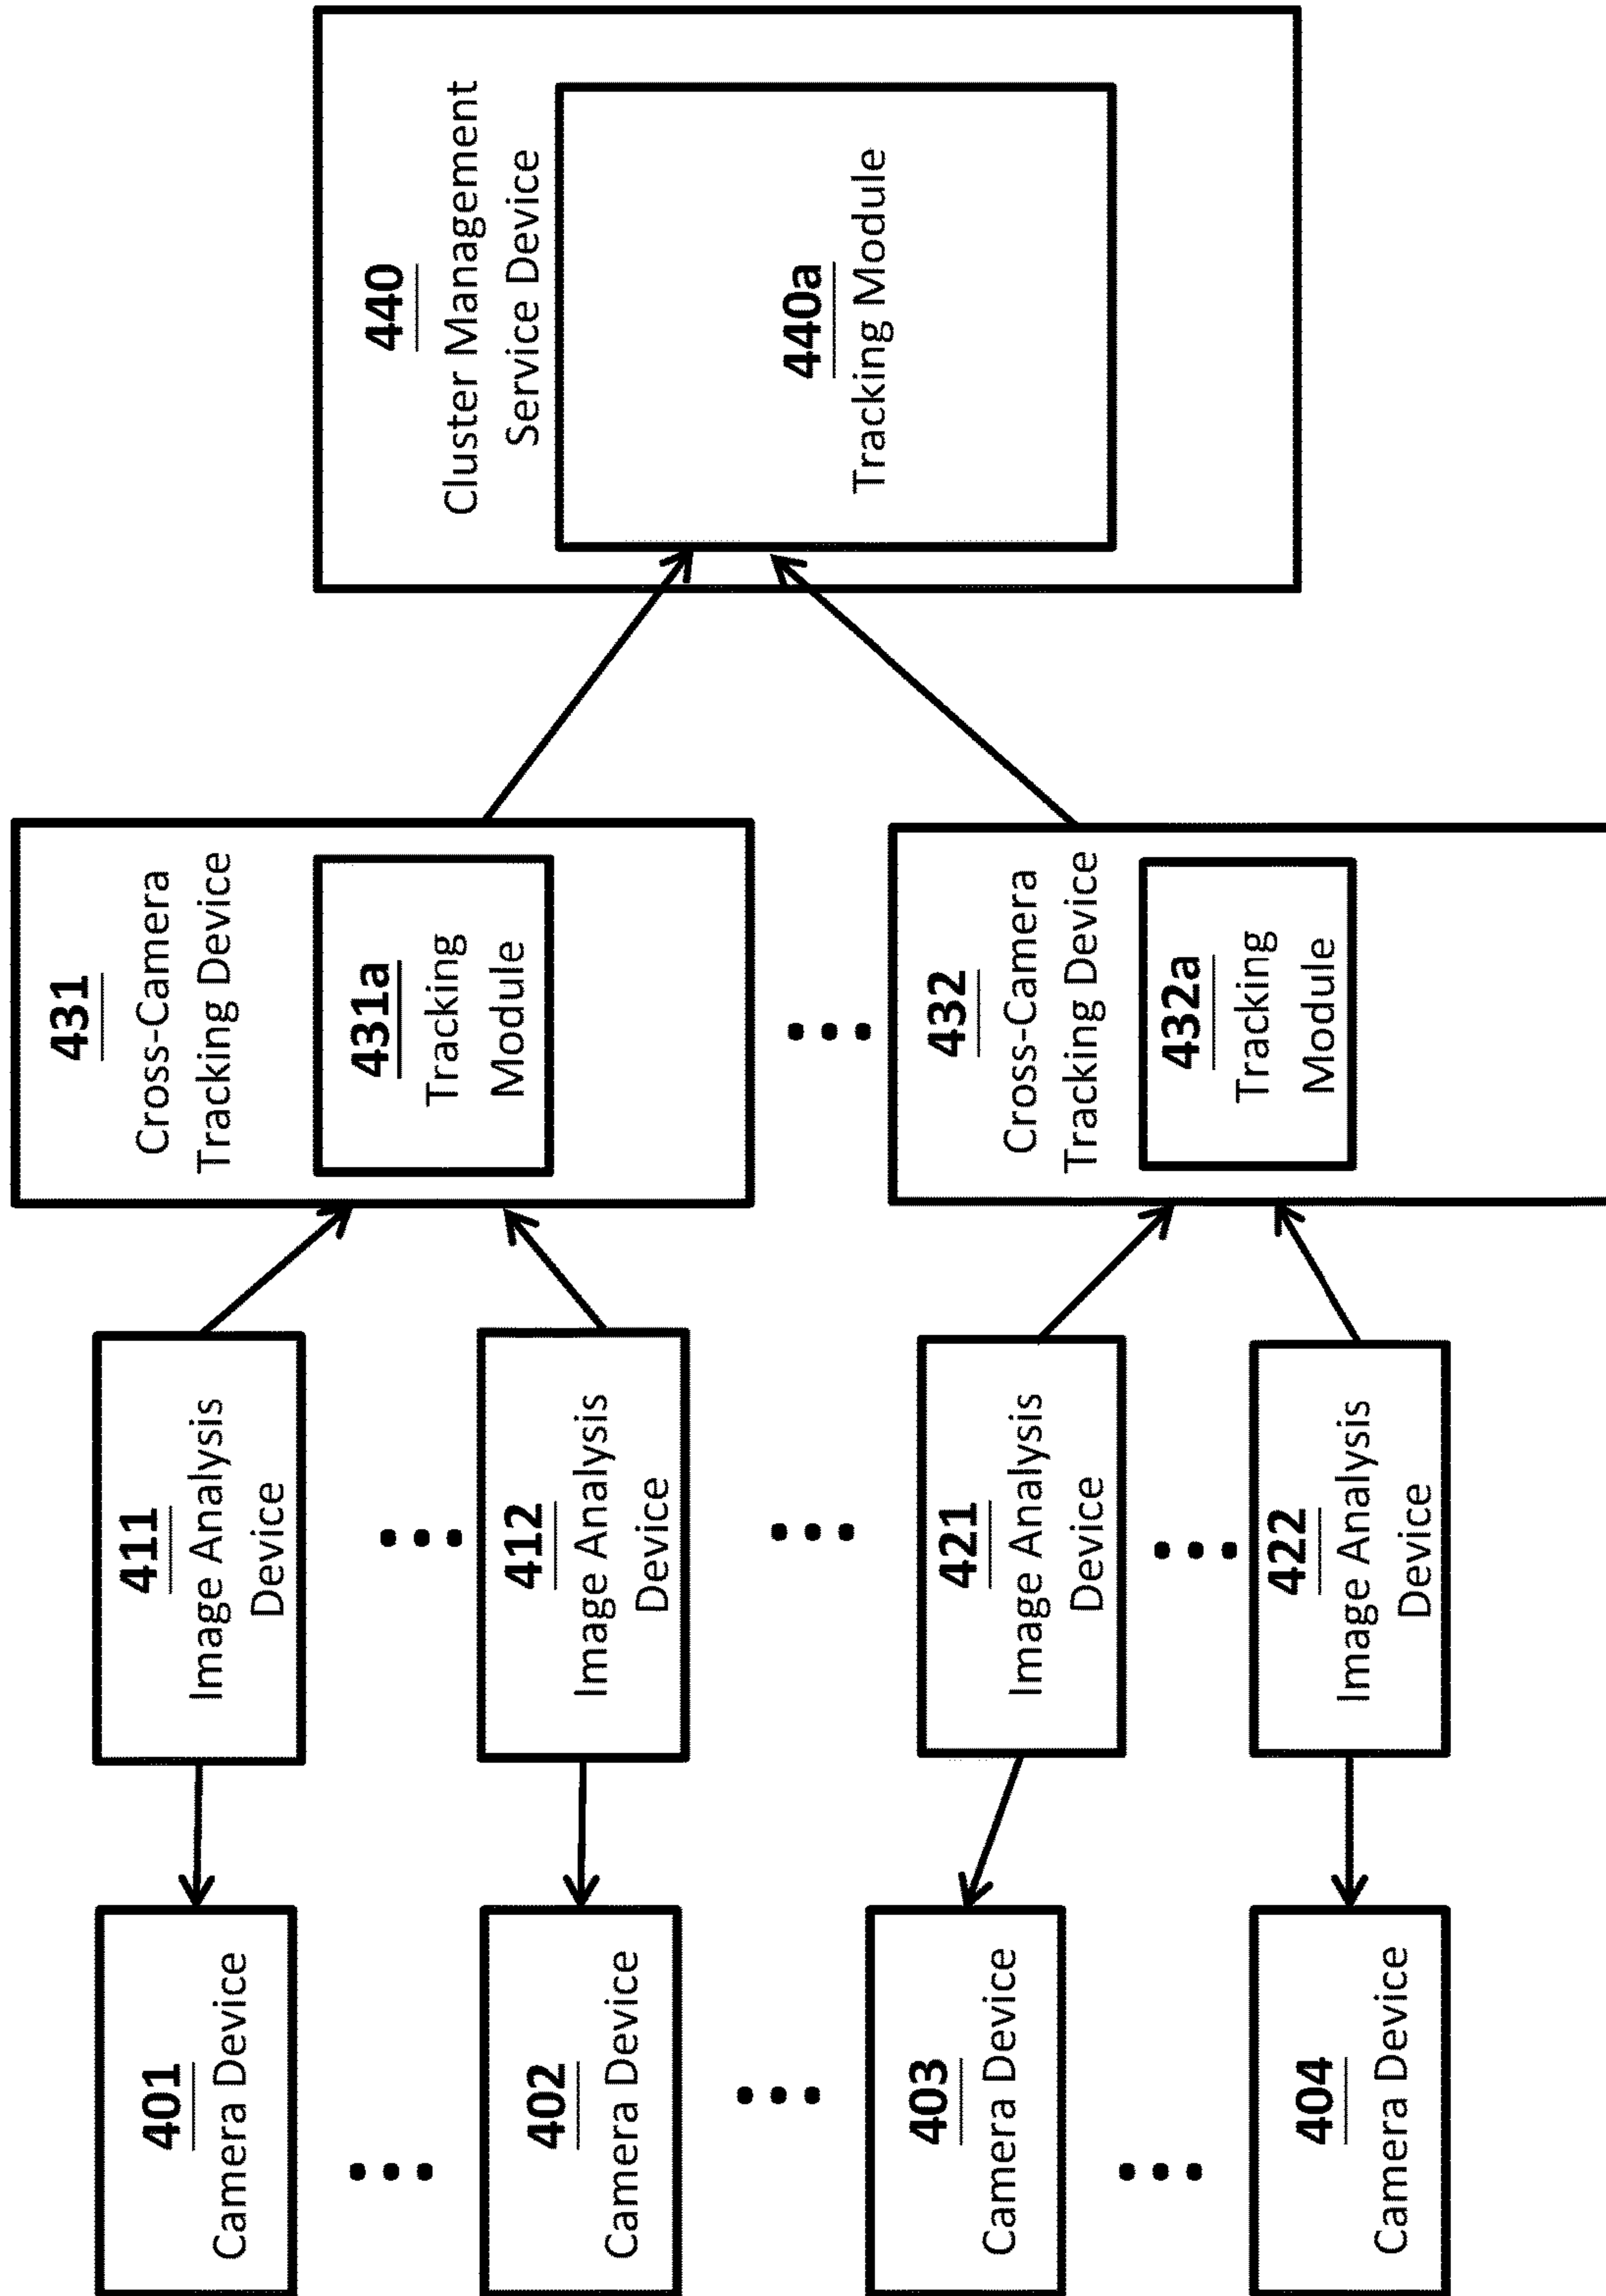 440
Cluster Management
Service Device
440a
Tracking Module
431
Cross-Camera
Tracking Device
431a
Tracking
Module
432
Cross-Camera
Tracking Device
432a
Tracking
Module
411
Image Analysis
Device
412
Image Analysis
Device
421
Image Analysis
Device
422
Image Analysis
Device
401
Camera Device
402
Camera Device
403
Camera Device
404
Camera Device